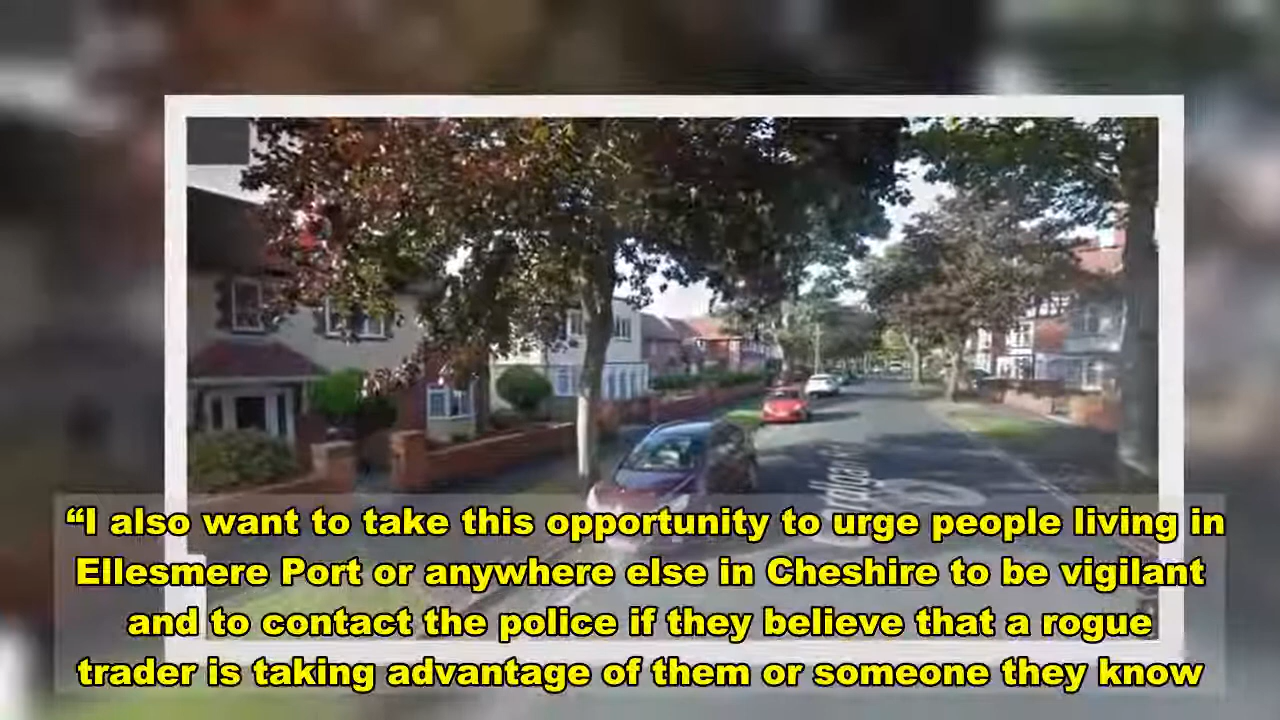 “I also want to take this opportunity to urge people living in
Ellesmere Port or anywhere else in Cheshire to be vigilant
and to contact the police if they believe that a rogue
trader is taking advantage of them or someone they know